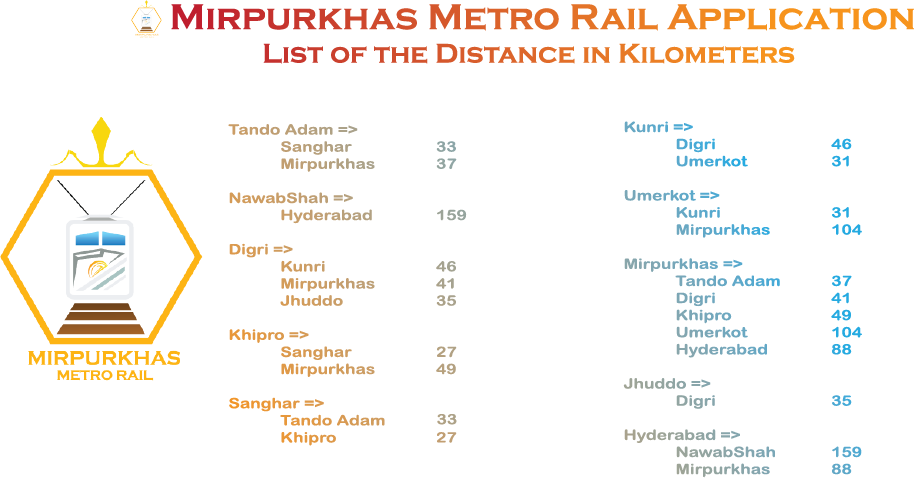 MIRPURKHAS METRO RAIL APPLICATION
LIST OF THE DISTANCE IN KILOMETERS
MIRPURKHAS
METRO RAIL
Tando Adam =>
Sanghar 33
Mirpurkhas 37
NawabShah =>
Hyderabad 159
Digri =>
Kunri 46
Mirpurkhas 41
Jhuddo 35
Khipro =>
Sanghar 27
Mirpurkhas 49
Sanghar =>
Tando Adam 33
Khipro 27
Kunri =>
Digri 46
Umerkot 31
Umerkot =>
Kunri 31
Mirpurkhas 104
Mirpurkhas =>
Tando Adam 37
Digri 41
Khipro 49
Umerkot 104
Hyderabad 88
Jhuddo =>
Digri 35
Hyderabad =>
NawabShah 159
Mirpurkhas 88